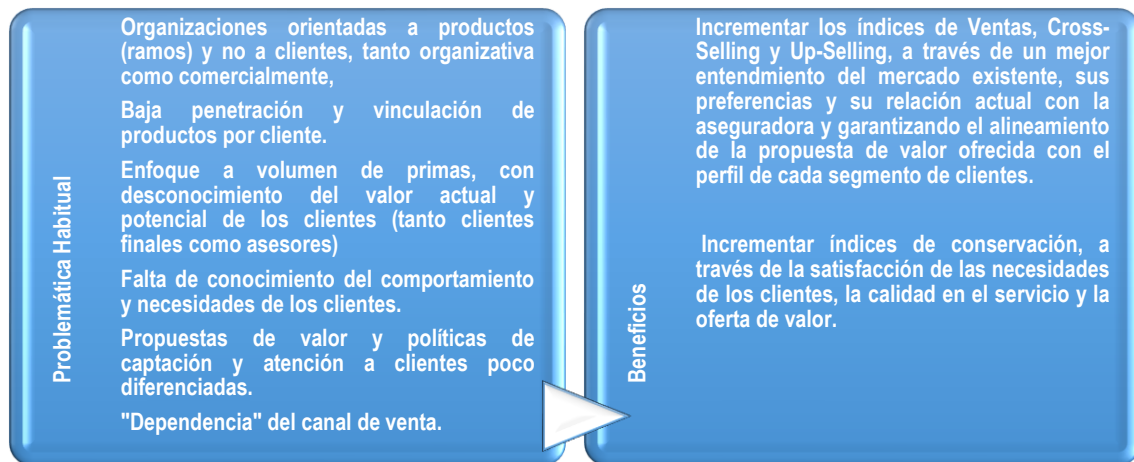 Problemática Habitual
Organizaciones orientadas a productos
(ramos) y no a clientes, tanto organizativa
como comercialmente,
Baja penetración y vinculación de
productos por cliente.
Enfoque a volumen de primas, con
desconocimiento del valor actual y
potencial de los clientes (tanto clientes
finales como asesores)
Falta de conocimiento del comportamiento
y necesidades de los clientes.
Propuestas de valor y políticas de
captación y atención a clientes poco
diferenciadas.
"Dependencia" del canal de venta.
Beneficios
Incrementar los índices de Ventas, Cross-
Selling y Up-Selling, a través de un mejor
entendmiento del mercado existente, sus
preferencias y su relación actual con la
aseguradora y garantizando el alineamiento
de la propuesta de valor ofrecida con el
perfil de cada segmento de clientes.
Incrementar índices de conservación, a
través de la satisfacción de las necesidades
de los clientes, la calidad en el servicio y la
oferta de valor.